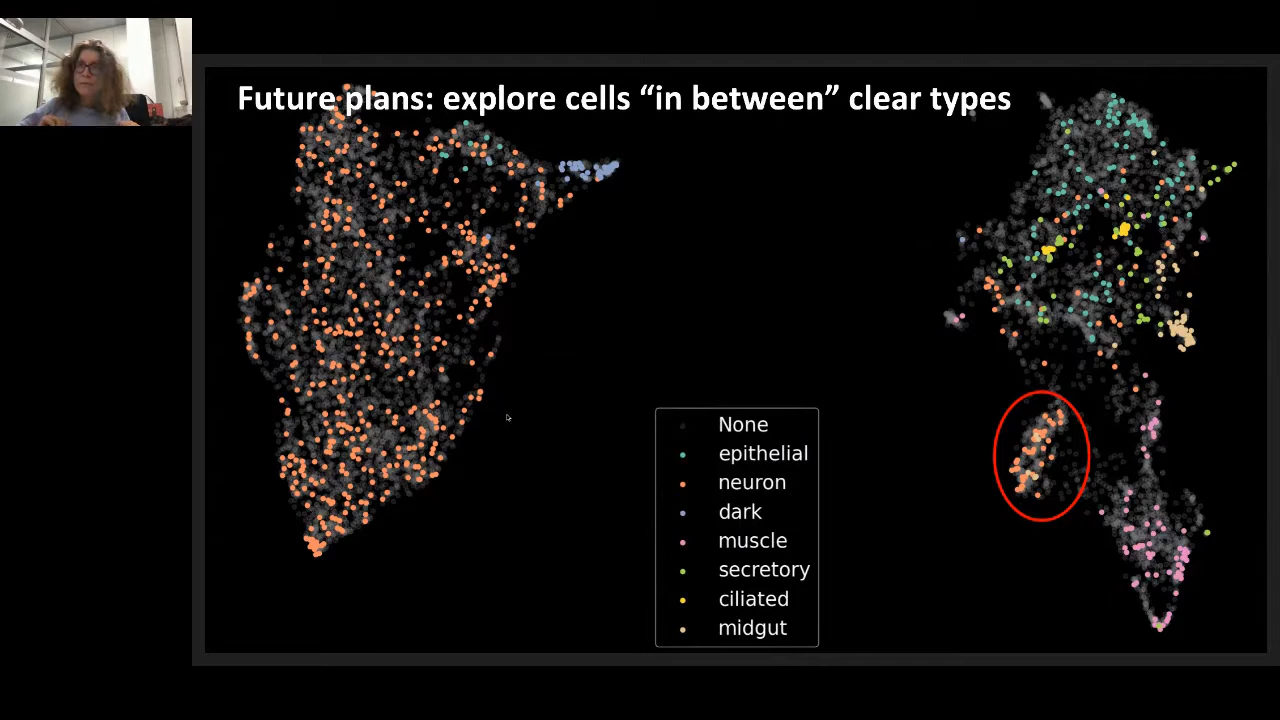 Future plans: explore cells “in between” clear types
None
epithelial
neuron
dark
muscle
secretory
ciliated
midgut